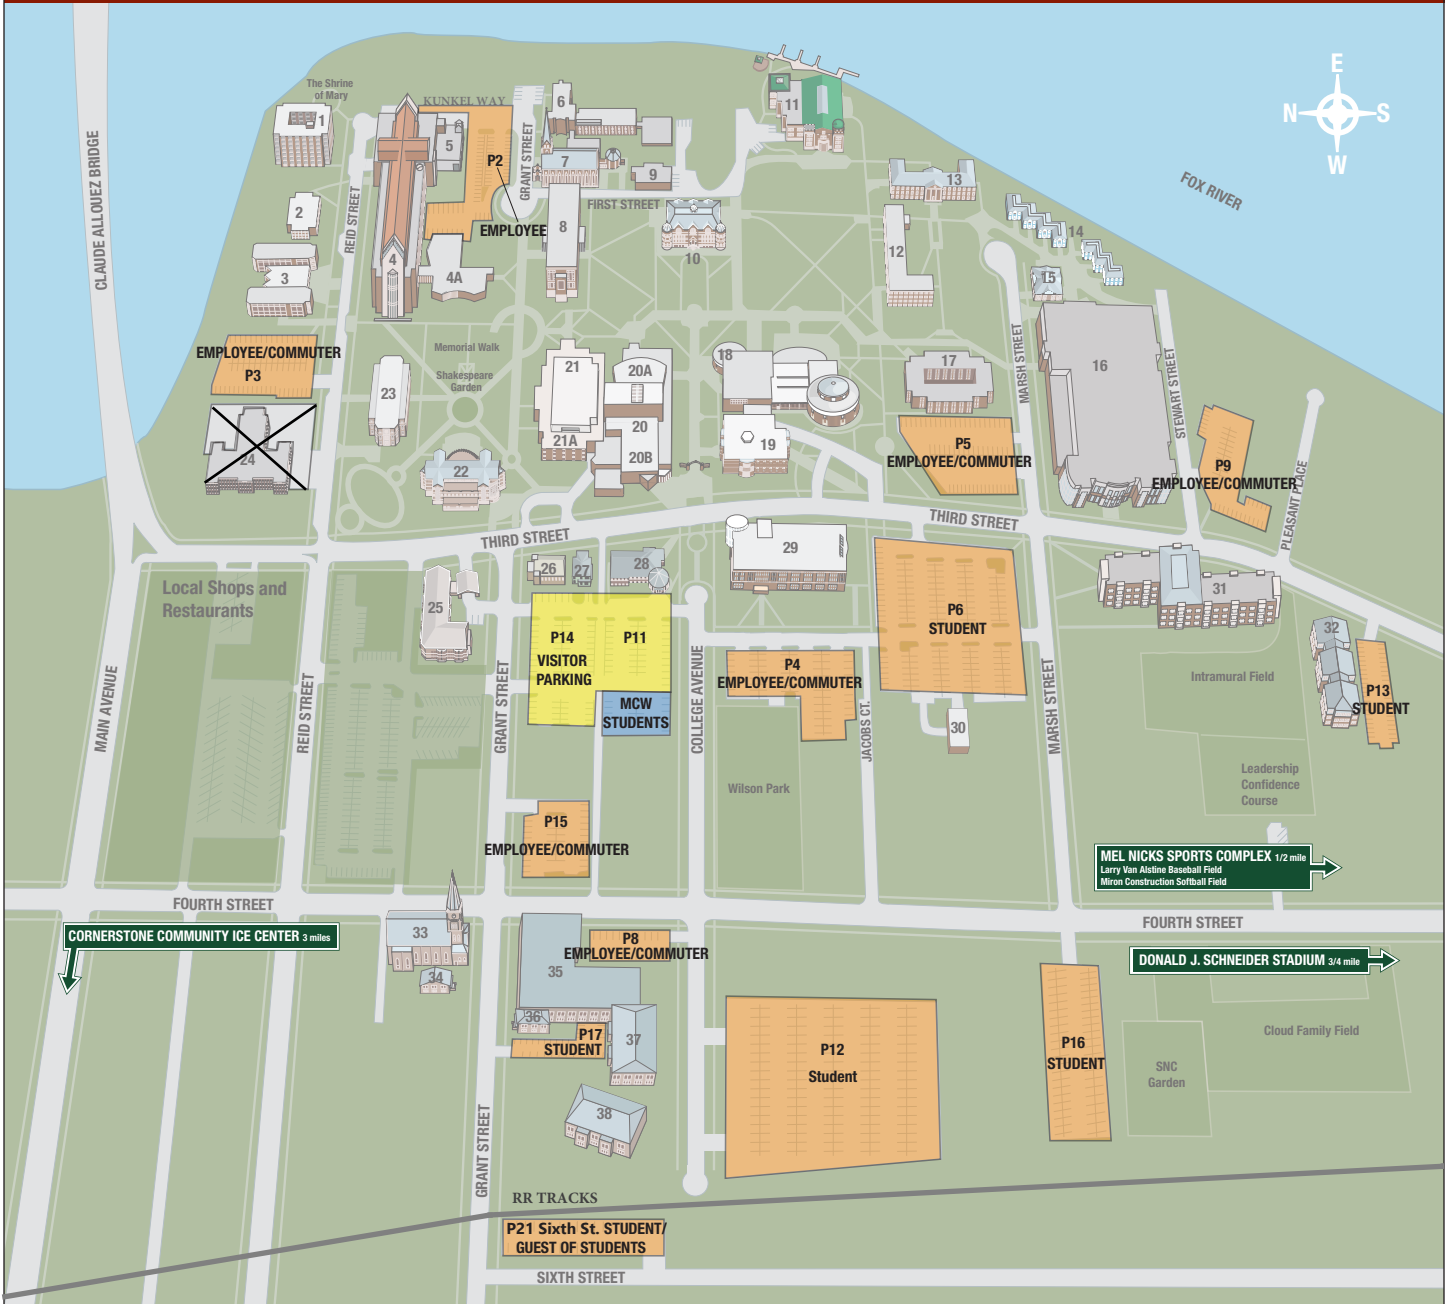 The Shrine
of Mary
KUNKEL WAY
E
N
S
W
CLAUDE ALLOUEZ BRIDGE
REID STREET
GRANT STREET
FIRST STREET
FOX RIVER
1
2
3
4
4A
5
6
7
8
9
10
11
12
13
14
15
16
17
18
19
20A
20
20B
21
21A
22
23
24
P2
EMPLOYEE
EMPLOYEE/COMMUTER
P3
Memorial Walk
Shakespeare
Garden
MARSH STREET
STEWART STREET
PLEASANT PLACE
P5
EMPLOYEE/COMMUTER
P9
EMPLOYEE/COMMUTER
THIRD STREET
THIRD STREET
Local Shops and
Restaurants
25
26
27
28
29
30
31
32
P14
VISITOR
PARKING
P11
MCW
STUDENTS
P4
EMPLOYEE/COMMUTER
P6
STUDENT
Intramural Field
P13
STUDENT
MAIN AVENUE
REID STREET
GRANT STREET
COLLEGE AVENUE
JACOBS CT.
MARSH STREET
Wilson Park
Leadership
Confidence
Course
P15
EMPLOYEE/COMMUTER
MEL NICKS SPORTS COMPLEX 1/2 mile
Larry Van Alstine Baseball Field
Miron Construction Softball Field
FOURTH STREET
FOURTH STREET
CORNERSTONE COMMUNITY ICE CENTER 3 miles
33
34
35
36
37
38
P8
EMPLOYEE/COMMUTER
DONALD J. SCHNEIDER STADIUM 3/4 mile
P17
STUDENT
P12
Student
P16
STUDENT
Cloud Family Field
SNC
Garden
GRANT STREET
RR TRACKS
P21 Sixth St. STUDENT/
GUEST OF STUDENTS
SIXTH STREET